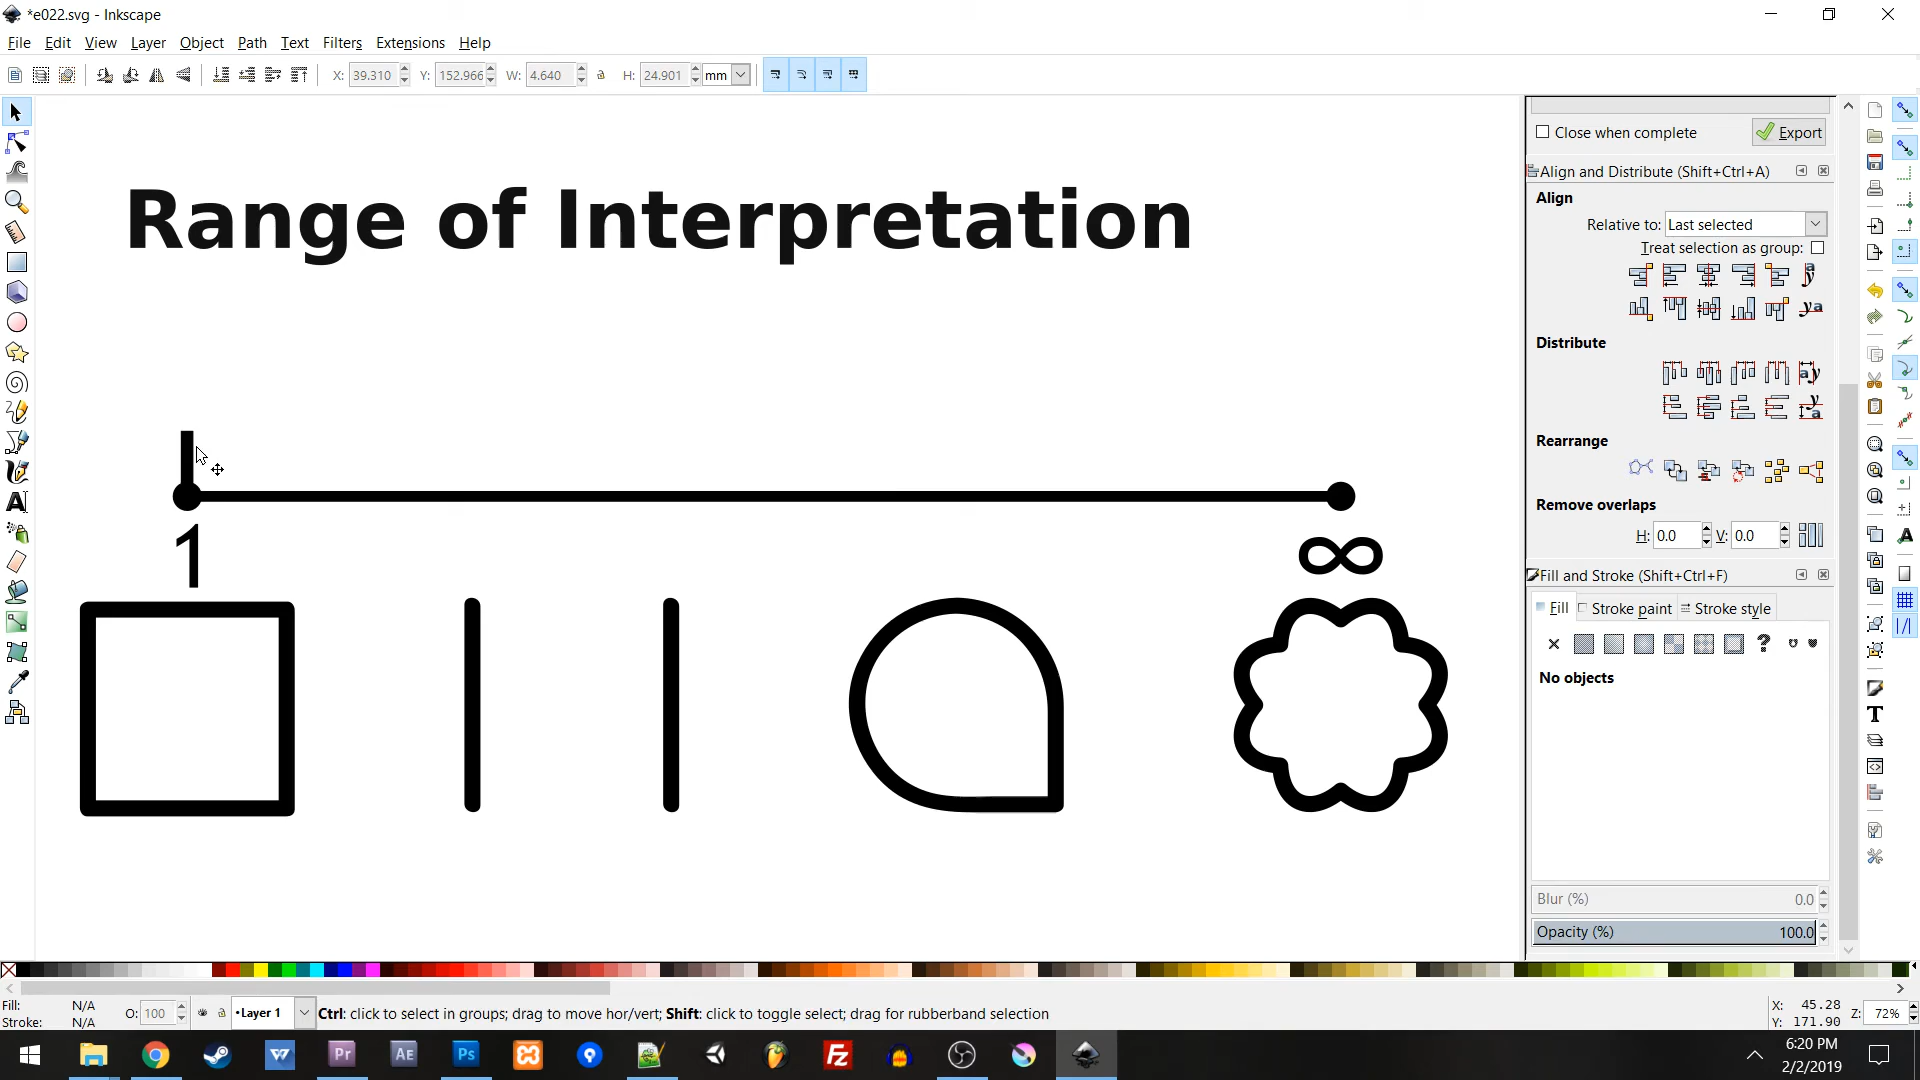 *e022.svg - Inkscape
File Edit View Layer Object Path Text Filters Extensions Help
X: 39.310 Y: 152.966 W: 4.640 H: 24.901 mm
Close when complete Export
Align and Distribute (Shift+Ctrl+A)
Align
Relative to: Last selected
Treat selection as group:
Distribute
Rearrange
Remove overlaps
H: 0.0 V: 0.0
Fill and Stroke (Shift+Ctrl+F)
Fill Stroke paint Stroke style
No objects
Blur (%) 0.0
Opacity (%) 100.0
Range of Interpretation
1 ∞
Fill: N/A
Stroke: N/A
O: 100
•Layer 1
Ctrl: click to select in groups; drag to move hor/vert; Shift: click to toggle select; drag for rubberband selection
X: 45.28
Y: 171.90
Z: 72%
Pr AE Ps Fz
6:20 PM
2/2/2019